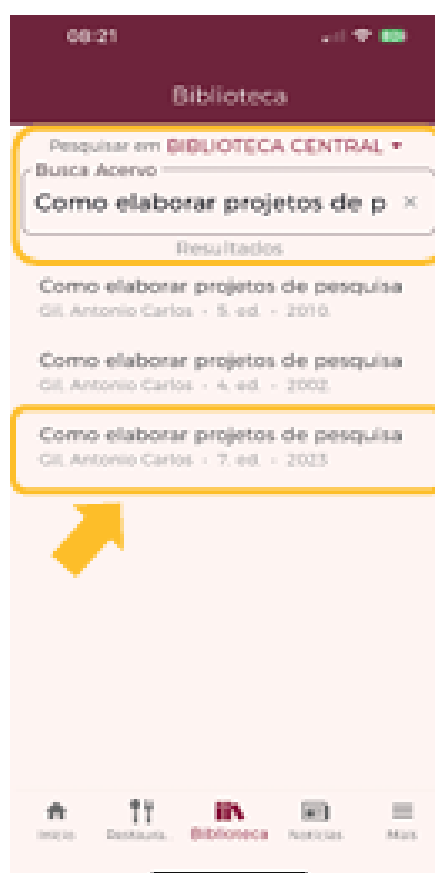 08:21
Biblioteca
Pesquisar em BIBLIOTECA CENTRAL
Busca Acervo
Como elaborar projetos de p ×
Resultados
Como elaborar projetos de pesquisa
Gil, Antonio Carlos - 5. ed. - 2010.
Como elaborar projetos de pesquisa
Gil, Antonio Carlos - 4. ed. - 2002.
Como elaborar projetos de pesquisa
Gil, Antonio Carlos - 7. ed. - 2023
Início Restaura.. Biblioteca Notícias Mais